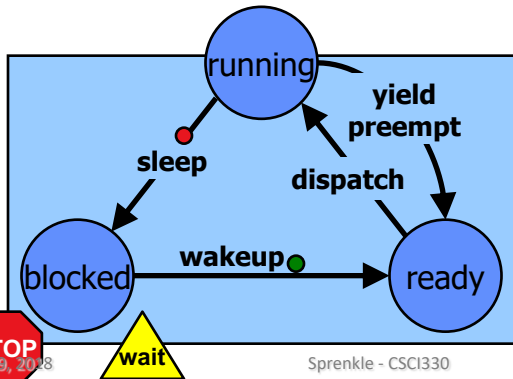 running
yield
preempt
sleep
dispatch
wakeup
blocked
ready
wait
Sprenkle - CSCI330